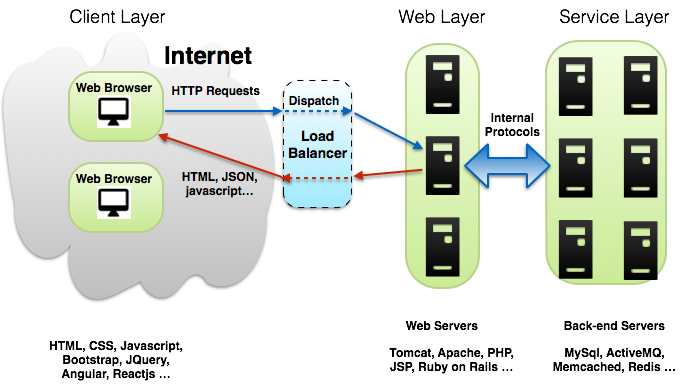 Client Layer
Web Layer
Service Layer
Internet
Web Browser
HTTP Requests
Dispatch
Load
Balancer
Internal
Protocols
Web Browser
HTML, JSON,
javascript...
Web Servers
Back-end Servers
HTML, CSS, Javascript,
Bootstrap, JQuery,
Angular, Reactjs ...
Tomcat, Apache, PHP,
JSP, Ruby on Rails ...
MySql, ActiveMQ,
Memcached, Redis ...